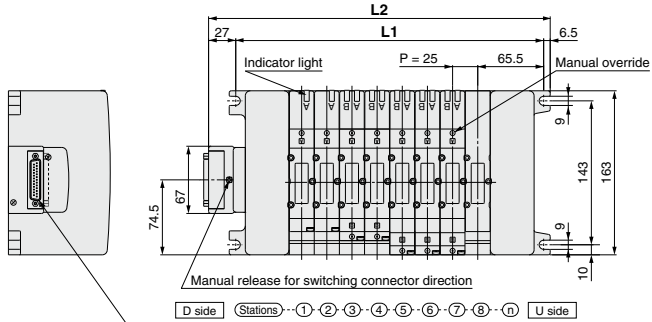 L2
27
L1
6.5
Indicator light
P = 25
65.5
Manual override
A
A
B A
B A
B A
B A
B A
9
143
163
67
74.5
9
10
Manual release for switching connector direction
D side
Stations
1
2
3
4
5
6
7
8
n
U side